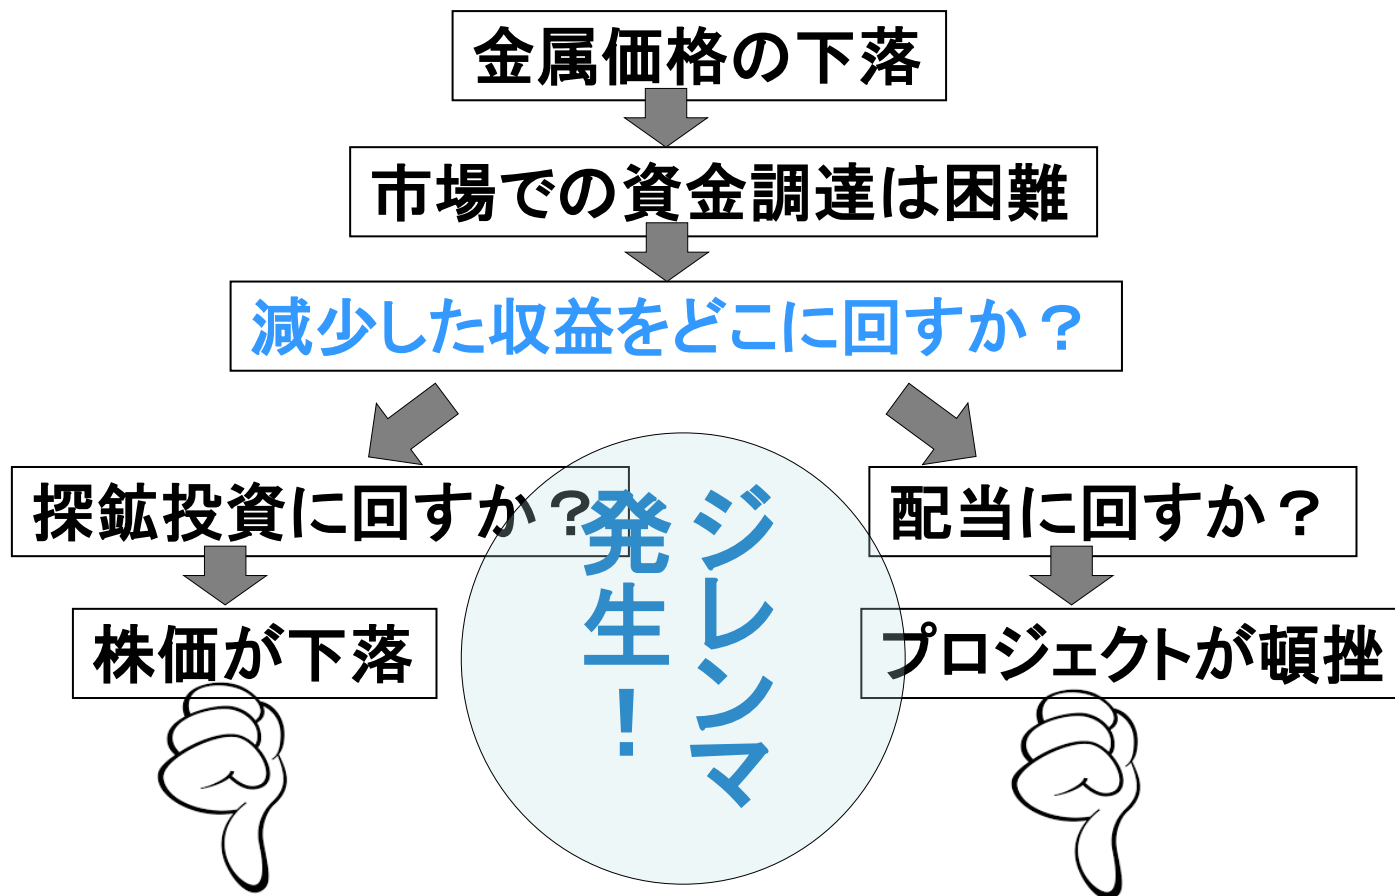 金属価格の下落
市場での資金調達は困難
減少した収益をどこに回すか？
探鉱投資に回すか？
配当に回すか？
ジレンマ
発生！
株価が下落
プロジェクトが頓挫